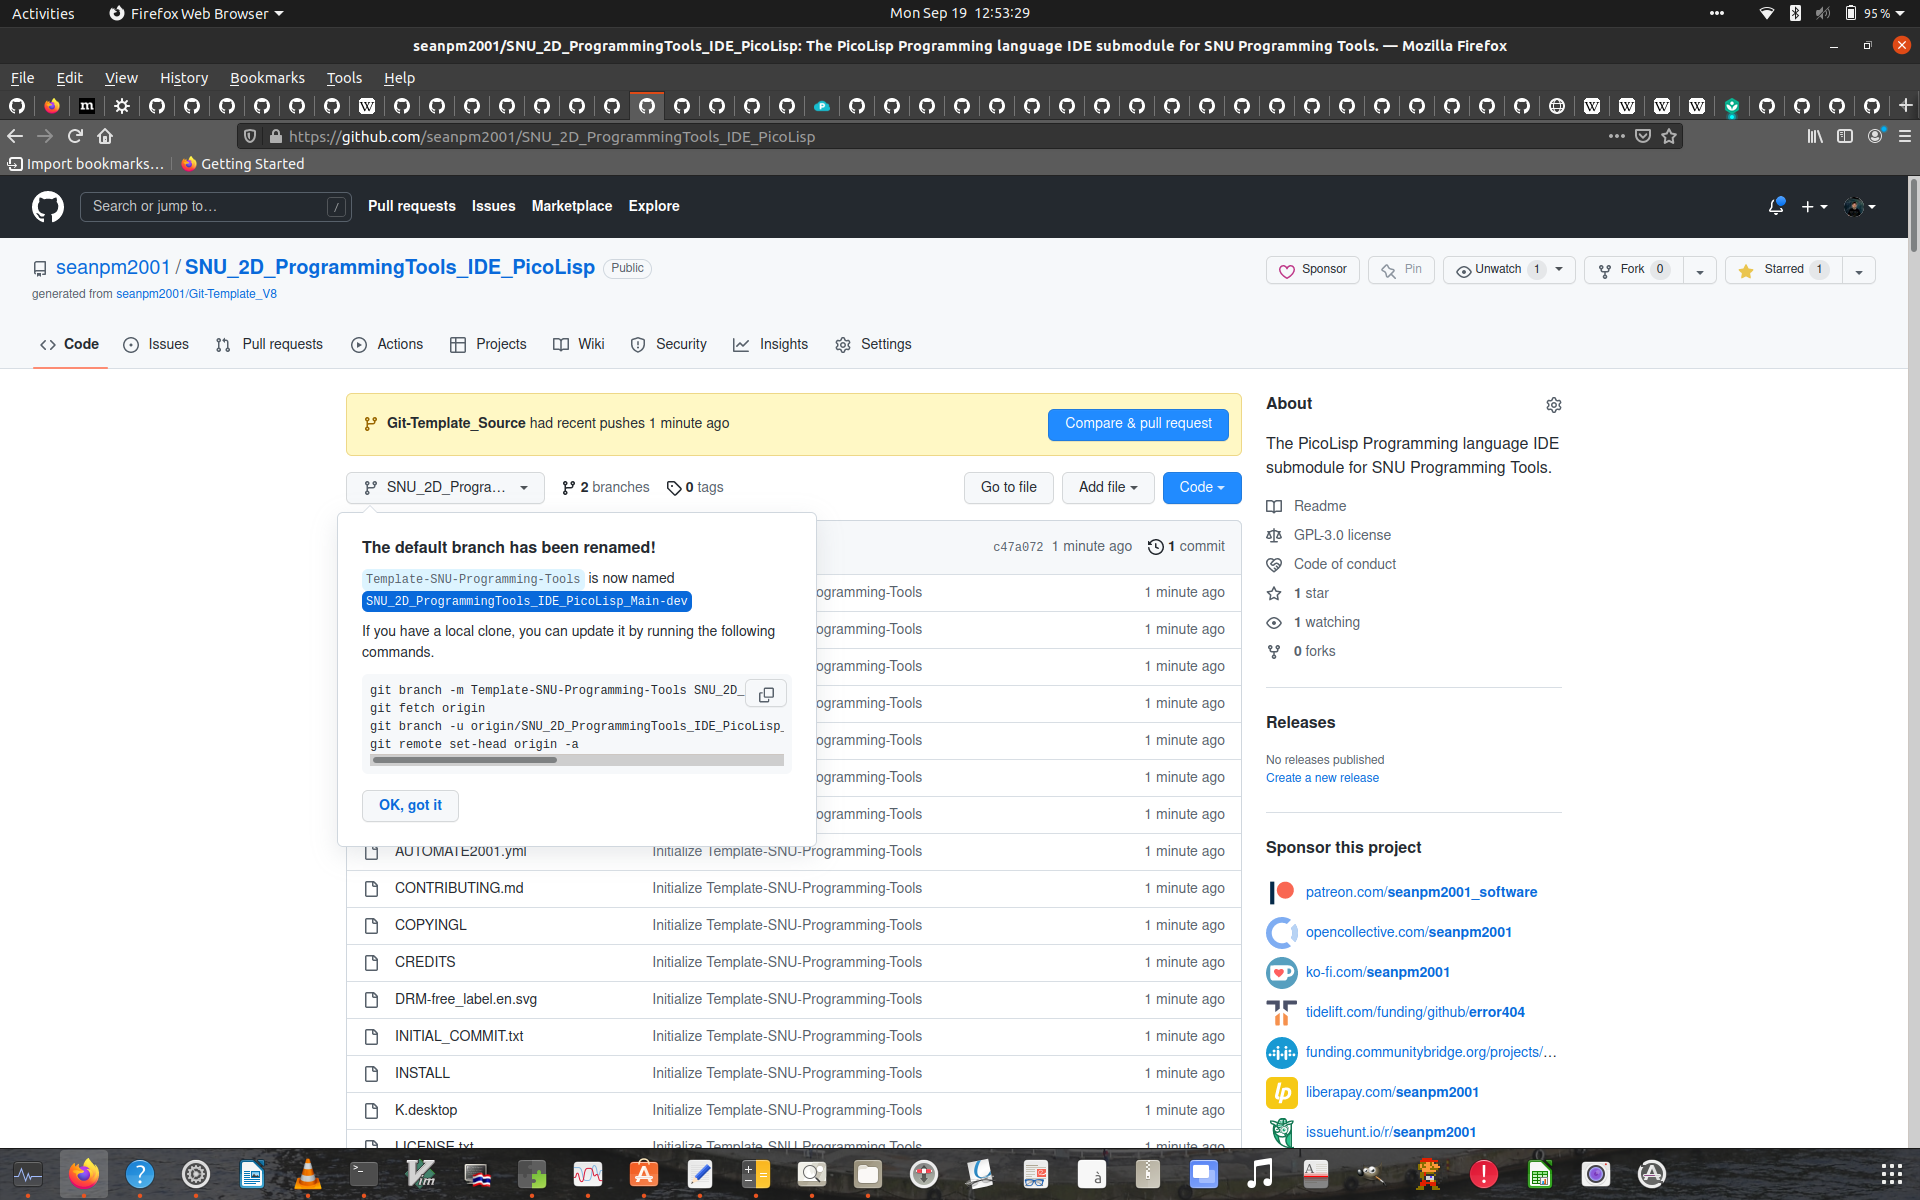 Activities
Firefox Web Browser
Mon Sep 19 12:53:29
95 %
seanpm2001/SNU_2D_ProgrammingTools_IDE_PicoLisp: The PicoLisp Programming language IDE submodule for SNU Programming Tools. — Mozilla Firefox
File Edit View History Bookmarks Tools Help
https://github.com/seanpm2001/SNU_2D_ProgrammingTools_IDE_PicoLisp
Import bookmarks…
Getting Started
Search or jump to… /
Pull requests Issues Marketplace Explore
seanpm2001 / SNU_2D_ProgrammingTools_IDE_PicoLisp Public
generated from seanpm2001/Git-Template_V8
Sponsor Pin Unwatch 1 Fork 0 Starred 1
Code Issues Pull requests Actions Projects Wiki Security Insights Settings
Git-Template_Source had recent pushes 1 minute ago
Compare & pull request
SNU_2D_Progra… 2 branches 0 tags Go to file Add file Code
The default branch has been renamed!
Template-SNU-Programming-Tools is now named
SNU_2D_ProgrammingTools_IDE_PicoLisp_Main-dev
If you have a local clone, you can update it by running the following
commands.
git branch -m Template-SNU-Programming-Tools SNU_2D_
git fetch origin
git branch -u origin/SNU_2D_ProgrammingTools_IDE_PicoLisp_
git remote set-head origin -a
OK, got it
c47a072 1 minute ago 1 commit
ogramming-Tools 1 minute ago
ogramming-Tools 1 minute ago
ogramming-Tools 1 minute ago
ogramming-Tools 1 minute ago
ogramming-Tools 1 minute ago
ogramming-Tools 1 minute ago
ogramming-Tools 1 minute ago
AUTOMATE2001.yml Initialize Template-SNU-Programming-Tools 1 minute ago
CONTRIBUTING.md Initialize Template-SNU-Programming-Tools 1 minute ago
COPYINGL Initialize Template-SNU-Programming-Tools 1 minute ago
CREDITS Initialize Template-SNU-Programming-Tools 1 minute ago
DRM-free_label.en.svg Initialize Template-SNU-Programming-Tools 1 minute ago
INITIAL_COMMIT.txt Initialize Template-SNU-Programming-Tools 1 minute ago
INSTALL Initialize Template-SNU-Programming-Tools 1 minute ago
K.desktop Initialize Template-SNU-Programming-Tools 1 minute ago
LICENSE.txt Initialize Template-SNU-Programming-Tools 1 minute ago
About
The PicoLisp Programming language IDE
submodule for SNU Programming Tools.
Readme
GPL-3.0 license
Code of conduct
1 star
1 watching
0 forks
Releases
No releases published
Create a new release
Sponsor this project
patreon.com/seanpm2001_software
opencollective.com/seanpm2001
ko-fi.com/seanpm2001
tidelift.com/funding/github/error404
funding.communitybridge.org/projects/…
liberapay.com/seanpm2001
issuehunt.io/r/seanpm2001